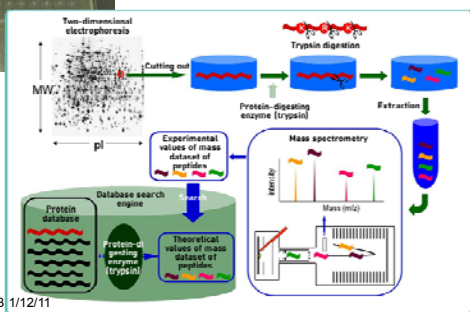 Two-dimensional
electrophoresis
Trypsin digestion
Cutting out
MW
pI
Protein-digesting
enzyme (trypsin)
Extraction
Experimental
values of mass
dataset of
peptides
Mass spectrometry
intensity
Mass (m/z)
Database search
engine
Search
Protein
database
Protein-di
gesting
enzyme
(trypsin)
Theoretical
values of mass
dataset of
peptides
1/12/11